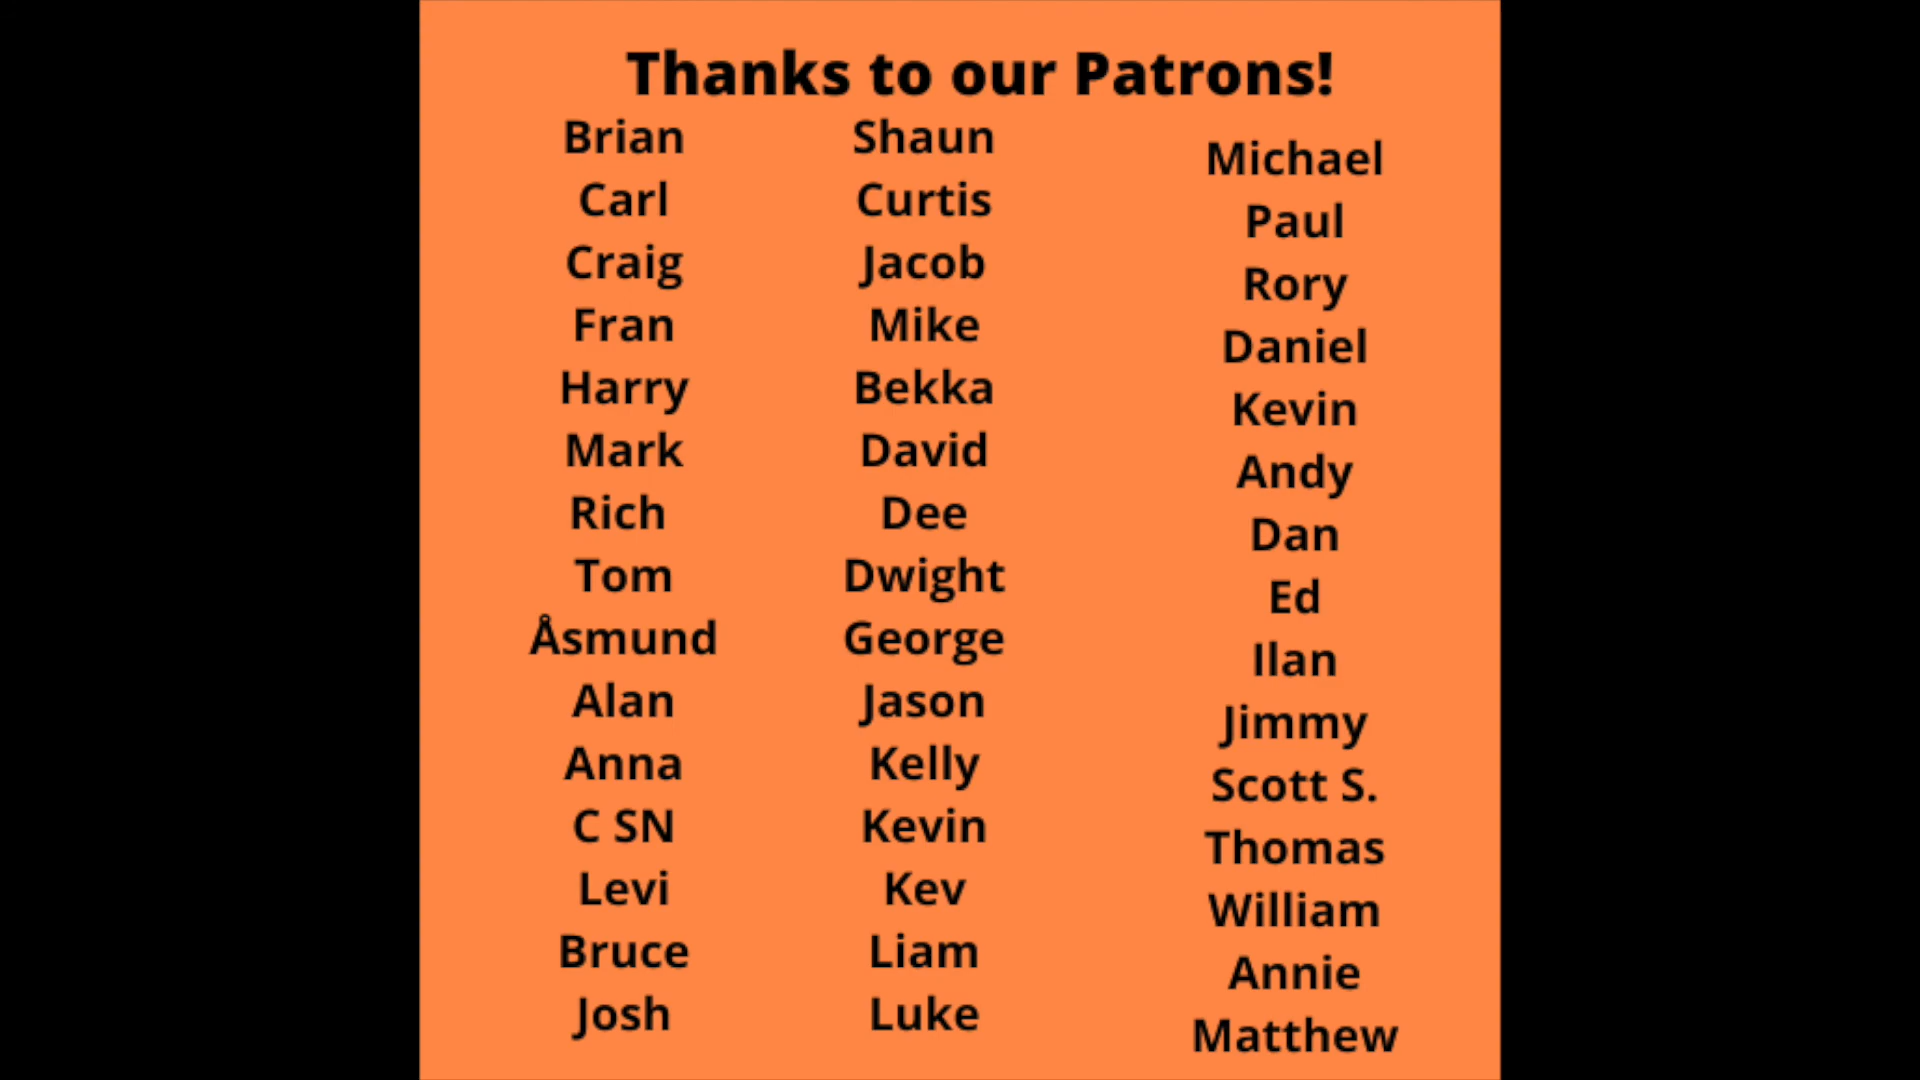 Thanks to our Patrons!
Brian
Carl
Craig
Fran
Harry
Mark
Rich
Tom
Åsmund
Alan
Anna
C SN
Levi
Bruce
Josh
Shaun
Curtis
Jacob
Mike
Bekka
David
Dee
Dwight
George
Jason
Kelly
Kevin
Kev
Liam
Luke
Michael
Paul
Rory
Daniel
Kevin
Andy
Dan
Ed
Ilan
Jimmy
Scott S.
Thomas
William
Annie
Matthew